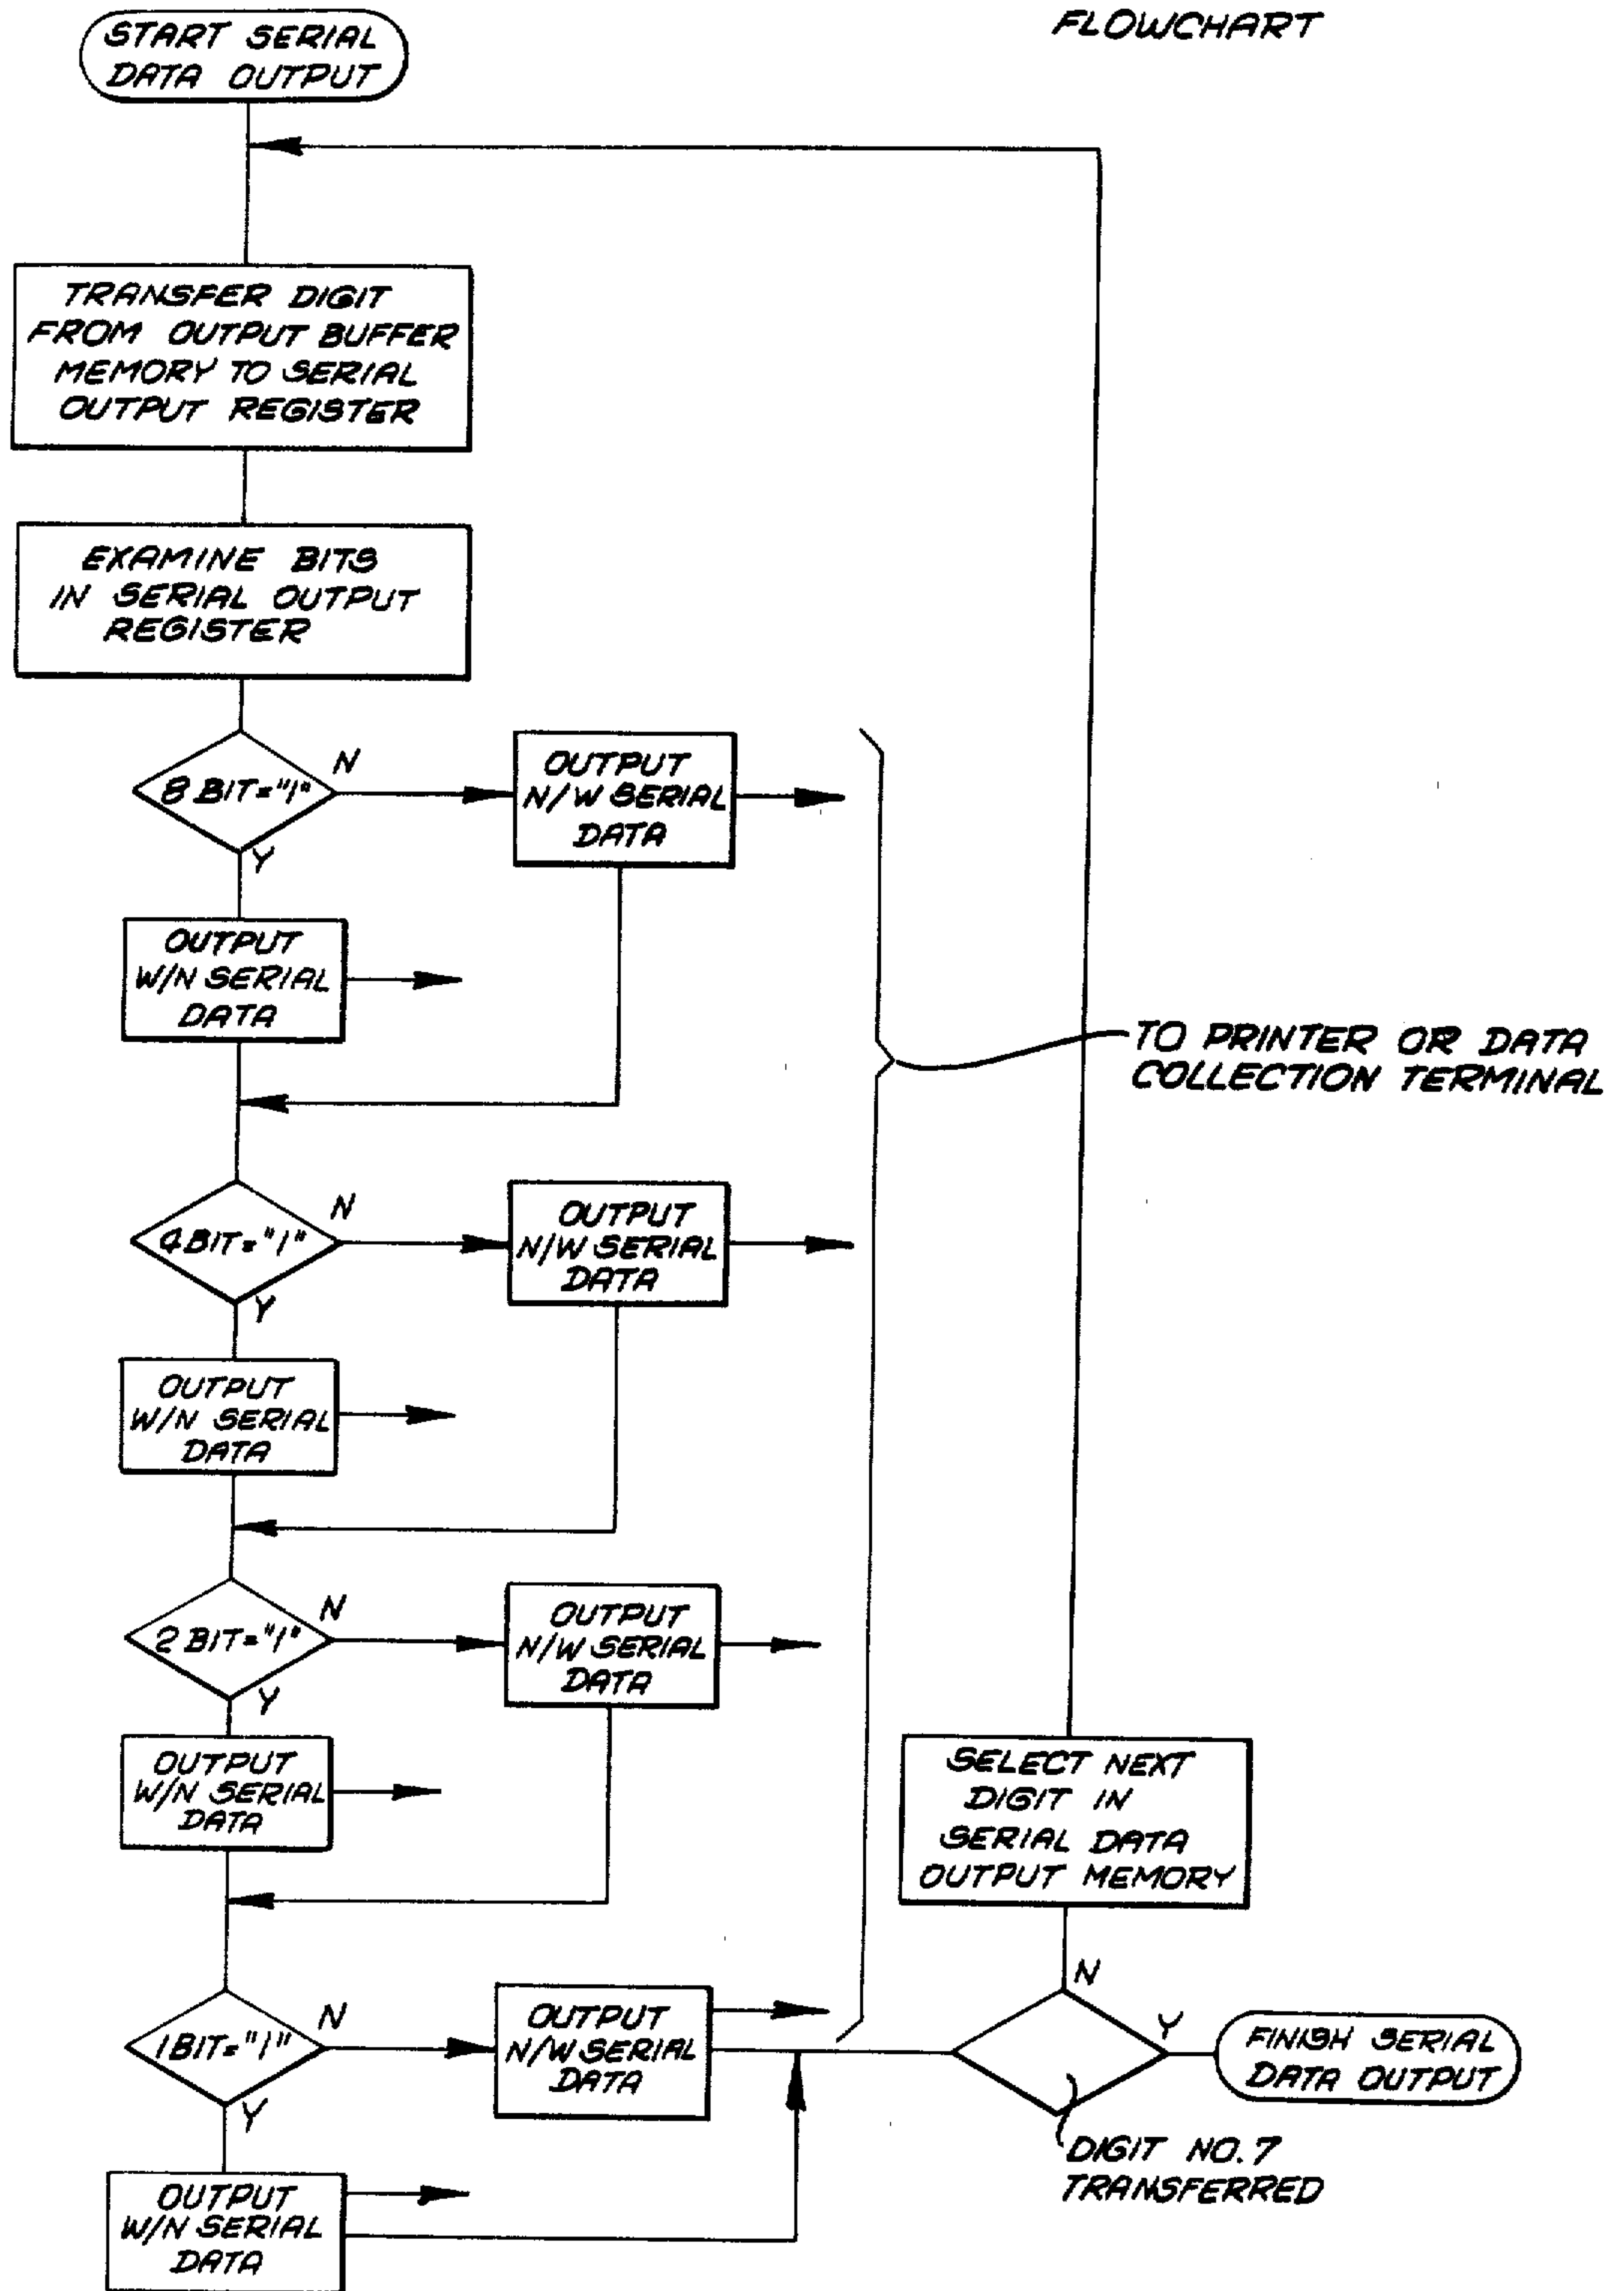 FLOWCHART
START SERIAL
DATA OUTPUT
TRANSFER DIGIT
FROM OUTPUT BUFFER
MEMORY TO SERIAL
OUTPUT REGISTER
EXAMINE BITS
IN SERIAL OUTPUT
REGISTER
8 BIT="1"
N
Y
OUTPUT
N/W SERIAL
DATA
OUTPUT
W/N SERIAL
DATA
TO PRINTER OR DATA
COLLECTION TERMINAL
4 BIT="1"
N
Y
OUTPUT
N/W SERIAL
DATA
OUTPUT
W/N SERIAL
DATA
2 BIT="1"
N
Y
OUTPUT
N/W SERIAL
DATA
OUTPUT
W/N SERIAL
DATA
1 BIT="1"
N
Y
OUTPUT
N/W SERIAL
DATA
OUTPUT
W/N SERIAL
DATA
SELECT NEXT
DIGIT IN
SERIAL DATA
OUTPUT MEMORY
N
Y
DIGIT NO. 7
TRANSFERRED
FINISH SERIAL
DATA OUTPUT